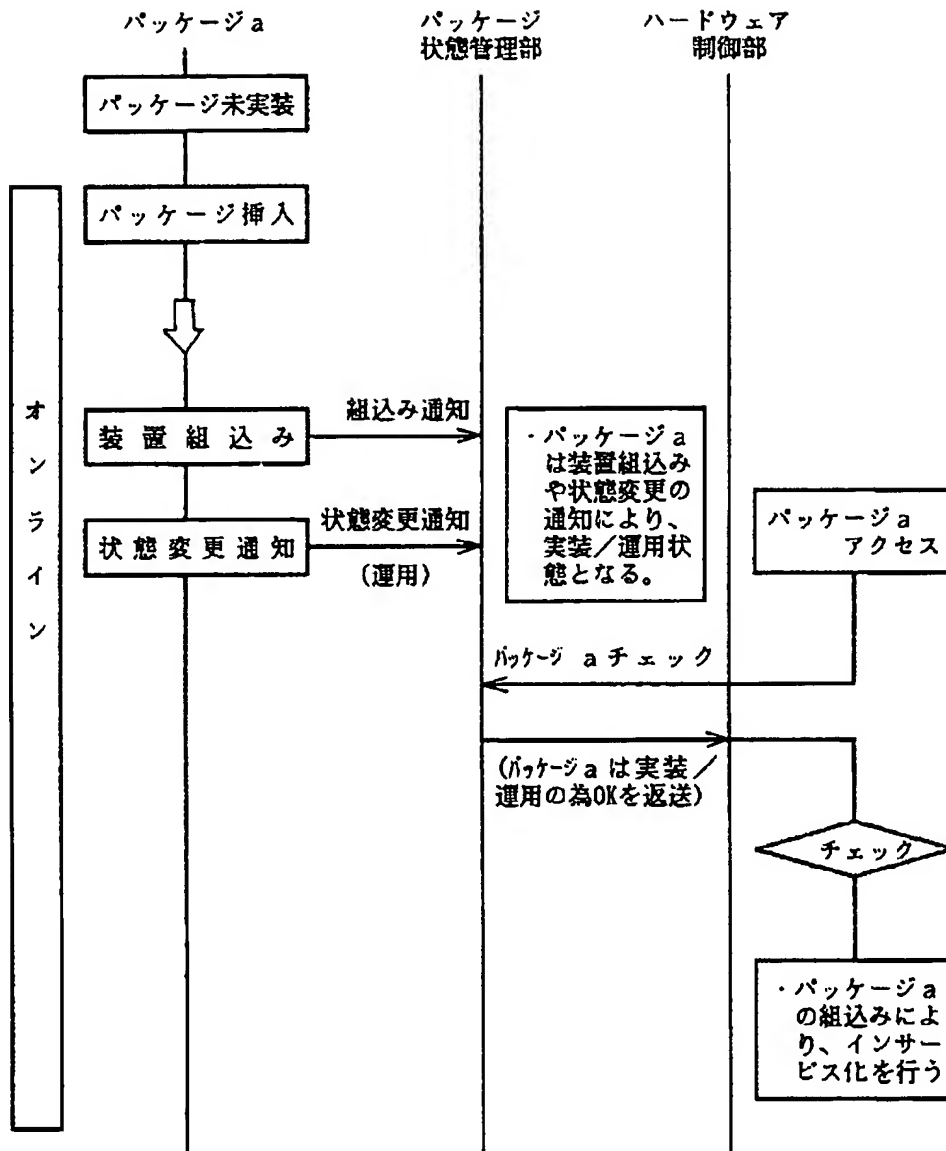 パッケージa
パッケージ
状態管理部
ハードウェア
制御部
パッケージ未実装
パッケージ挿入
オンライン
装置組込み
組込み通知
・パッケージa
は装置組込み
や状態変更の
通知により、
実装／運用状
態となる。
状態変更通知
状態変更通知
(運用)
パッケージa
アクセス
パッケージ aチェック
(パッケージaは実装／
運用の為OKを返送)
チェック
・パッケージa
の組込みによ
り、インサー
ビス化を行う